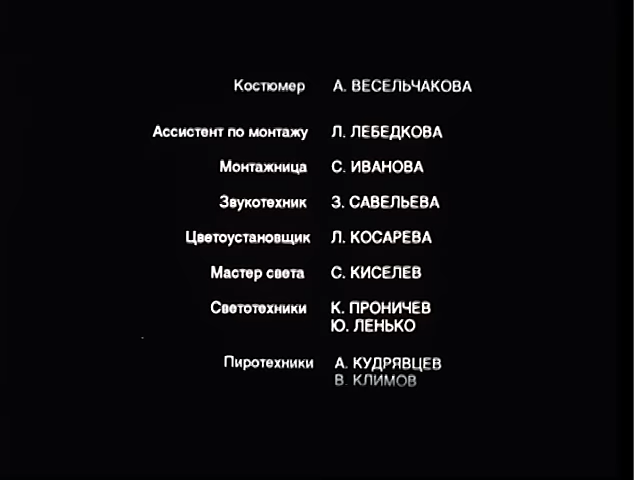 Костюмер А. ВЕСЕЛЬЧАКОВА
Ассистент по монтажу Л. ЛЕБЕДКОВА
Монтажница С. ИВАНОВА
Звукотехник З. САВЕЛЬЕВА
Цветоустановщик Л. КОСАРЕВА
Мастер света С. КИСЕЛЕВ
Светотехники К. ПРОНИЧЕВ
Ю. ЛЕНЬКО
Пиротехники А. КУДРЯВЦЕВ
В. КЛИМОВ